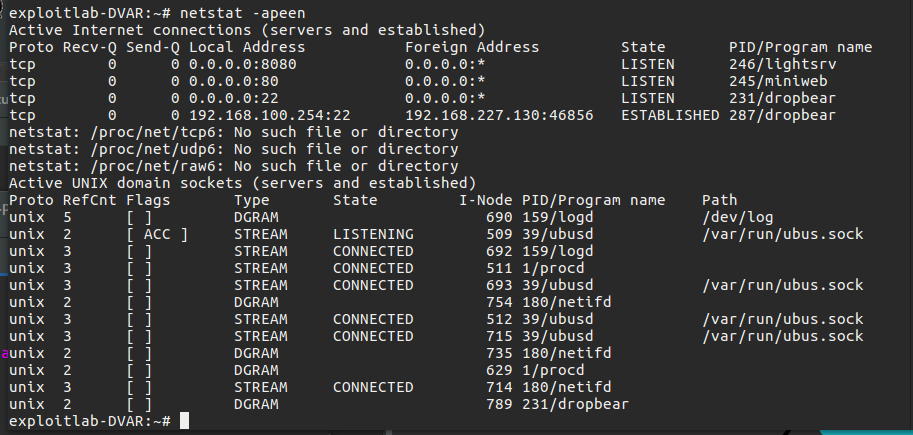 exploitlab-DVAR:~# netstat -apeen
Active Internet connections (servers and established)
Proto Recv-Q Send-Q Local Address           Foreign Address         State       PID/Program name
tcp        0      0 0.0.0.0:8080            0.0.0.0:*               LISTEN      246/lightsrv
tcp        0      0 0.0.0.0:80              0.0.0.0:*               LISTEN      245/miniweb
tcp        0      0 0.0.0.0:22              0.0.0.0:*               LISTEN      231/dropbear
tcp        0      0 192.168.100.254:22      192.168.227.130:46856   ESTABLISHED 287/dropbear
netstat: /proc/net/tcp6: No such file or directory
netstat: /proc/net/udp6: No such file or directory
netstat: /proc/net/raw6: No such file or directory
Active UNIX domain sockets (servers and established)
Proto RefCnt Flags       Type       State         I-Node PID/Program name    Path
unix  5      [ ]         DGRAM                       690 159/logd            /dev/log
unix  2      [ ACC ]     STREAM     LISTENING        509 39/ubusd            /var/run/ubus.sock
unix  3      [ ]         STREAM     CONNECTED        692 159/logd
unix  3      [ ]         STREAM     CONNECTED        511 1/procd
unix  3      [ ]         STREAM     CONNECTED        693 39/ubusd            /var/run/ubus.sock
unix  2      [ ]         DGRAM                       754 180/netifd
unix  3      [ ]         STREAM     CONNECTED        512 39/ubusd            /var/run/ubus.sock
unix  3      [ ]         STREAM     CONNECTED        715 39/ubusd            /var/run/ubus.sock
unix  2      [ ]         DGRAM                       735 180/netifd
unix  2      [ ]         DGRAM                       629 1/procd
unix  3      [ ]         STREAM     CONNECTED        714 180/netifd
unix  2      [ ]         DGRAM                       789 231/dropbear
exploitlab-DVAR:~#